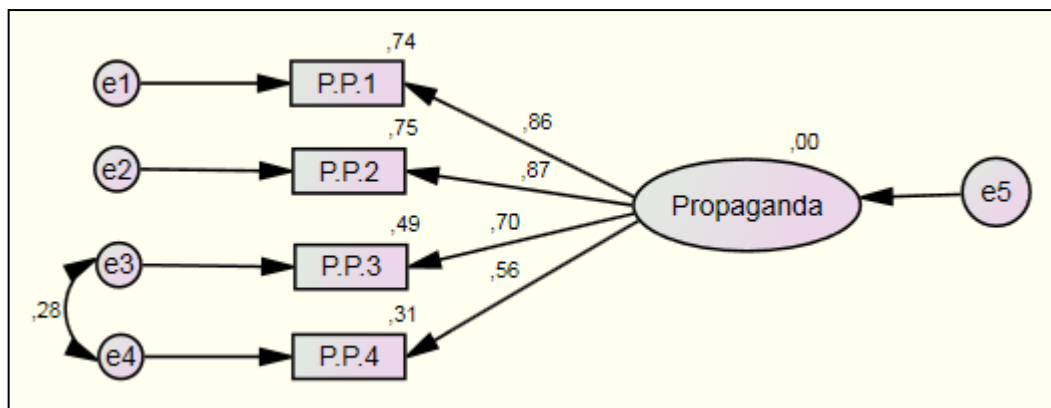 ,74
e1
P.P.1
,86
,75
,00
e2
P.P.2
,87
Propaganda
e5
,49
,70
e3
P.P.3
,56
,28
,31
e4
P.P.4